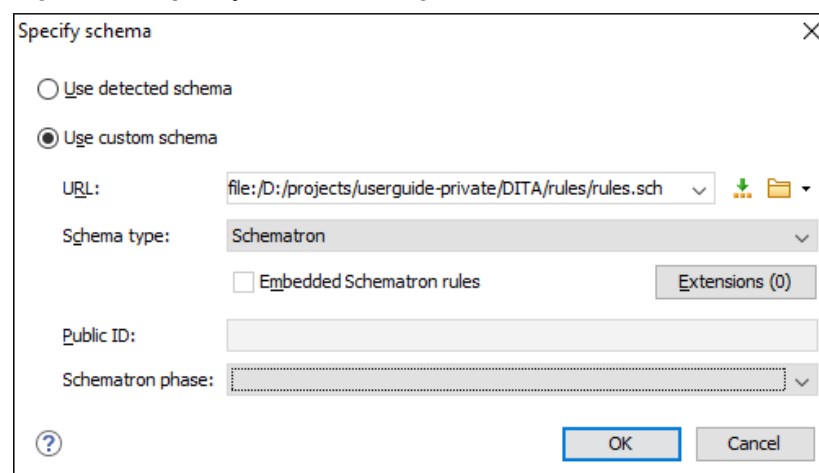 Specify schema
Use detected schema
Use custom schema
URL: file:/D:/projects/userguide-private/DITA/rules/rules.sch
Schema type: Schematron
Embedded Schematron rules Extensions (0)
Public ID:
Schematron phase:
OK Cancel